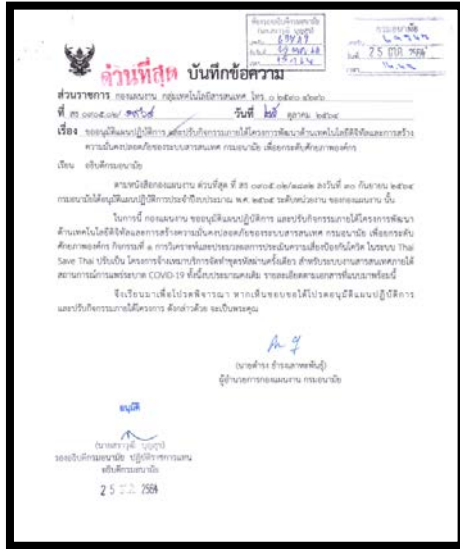 ด่วนที่สุด บันทึกข้อความ
ส่วนราชการ กองแผนงาน กลุ่มเทคโนโลยีสารสนเทศ โทร. ๐ ๒๕๙๐
ที่ สธ ๐๙๐๕.๐๒/ วันที่ ตุลาคม ๒๕๖๔
เรื่อง ขออนุมัติแผนปฏิบัติการ และปรับกิจกรรมภายใต้โครงการพัฒนาด้านเทคโนโลยีดิจิทัลและการสร้าง
ความมั่นคงปลอดภัยของระบบสารสนเทศ กรมอนามัย เพื่อยกระดับศักยภาพองค์กร
เรียน อธิบดีกรมอนามัย
ตามหนังสือกองแผนงาน ด่วนที่สุด ที่ สธ ๐๙๐๕.๐๒/ ลงวันที่ ๓๐ กันยายน ๒๕๖๔
กรมอนามัยได้อนุมัติแผนปฏิบัติการประจำปีงบประมาณ พ.ศ. ๒๕๖๕ ระดับหน่วยงาน ของกองแผนงาน นั้น
ในการนี้ กองแผนงาน ขออนุมัติแผนปฏิบัติการ และปรับกิจกรรมภายใต้โครงการพัฒนา
ด้านเทคโนโลยีดิจิทัลและการสร้างความมั่นคงปลอดภัยของระบบสารสนเทศ กรมอนามัย เพื่อยกระดับ
ศักยภาพองค์กร กิจกรรมที่ ๑ การวิเคราะห์และประมวลผลการประเมินความเสี่ยงป้องกันโควิด ในระบบ Thai
Save Thai ปรับเป็น โครงการจ้างเหมาบริการจัดทำชุดรหัสผ่านครั้งเดียว สำหรับระบบงานสารสนเทศภายใต้
สถานการณ์การแพร่ระบาด COVID-19 ทั้งนี้งบประมาณคงเดิม รายละเอียดตามเอกสารที่แนบมาพร้อมนี้
จึงเรียนมาเพื่อโปรดพิจารณา หากเห็นชอบขอได้โปรดอนุมัติแผนปฏิบัติการ
และปรับกิจกรรมภายใต้โครงการ ดังกล่าวด้วย จะเป็นพระคุณ
(นายดำรง ธำรงเลาหะพันธุ์)
ผู้อำนวยการกองแผนงาน กรมอนามัย
อนุมัติ
(นายสราวุฒิ บุญสุข)
รองอธิบดีกรมอนามัย ปฏิบัติราชการแทน
อธิบดีกรมอนามัย
25 ต.ค. 2564